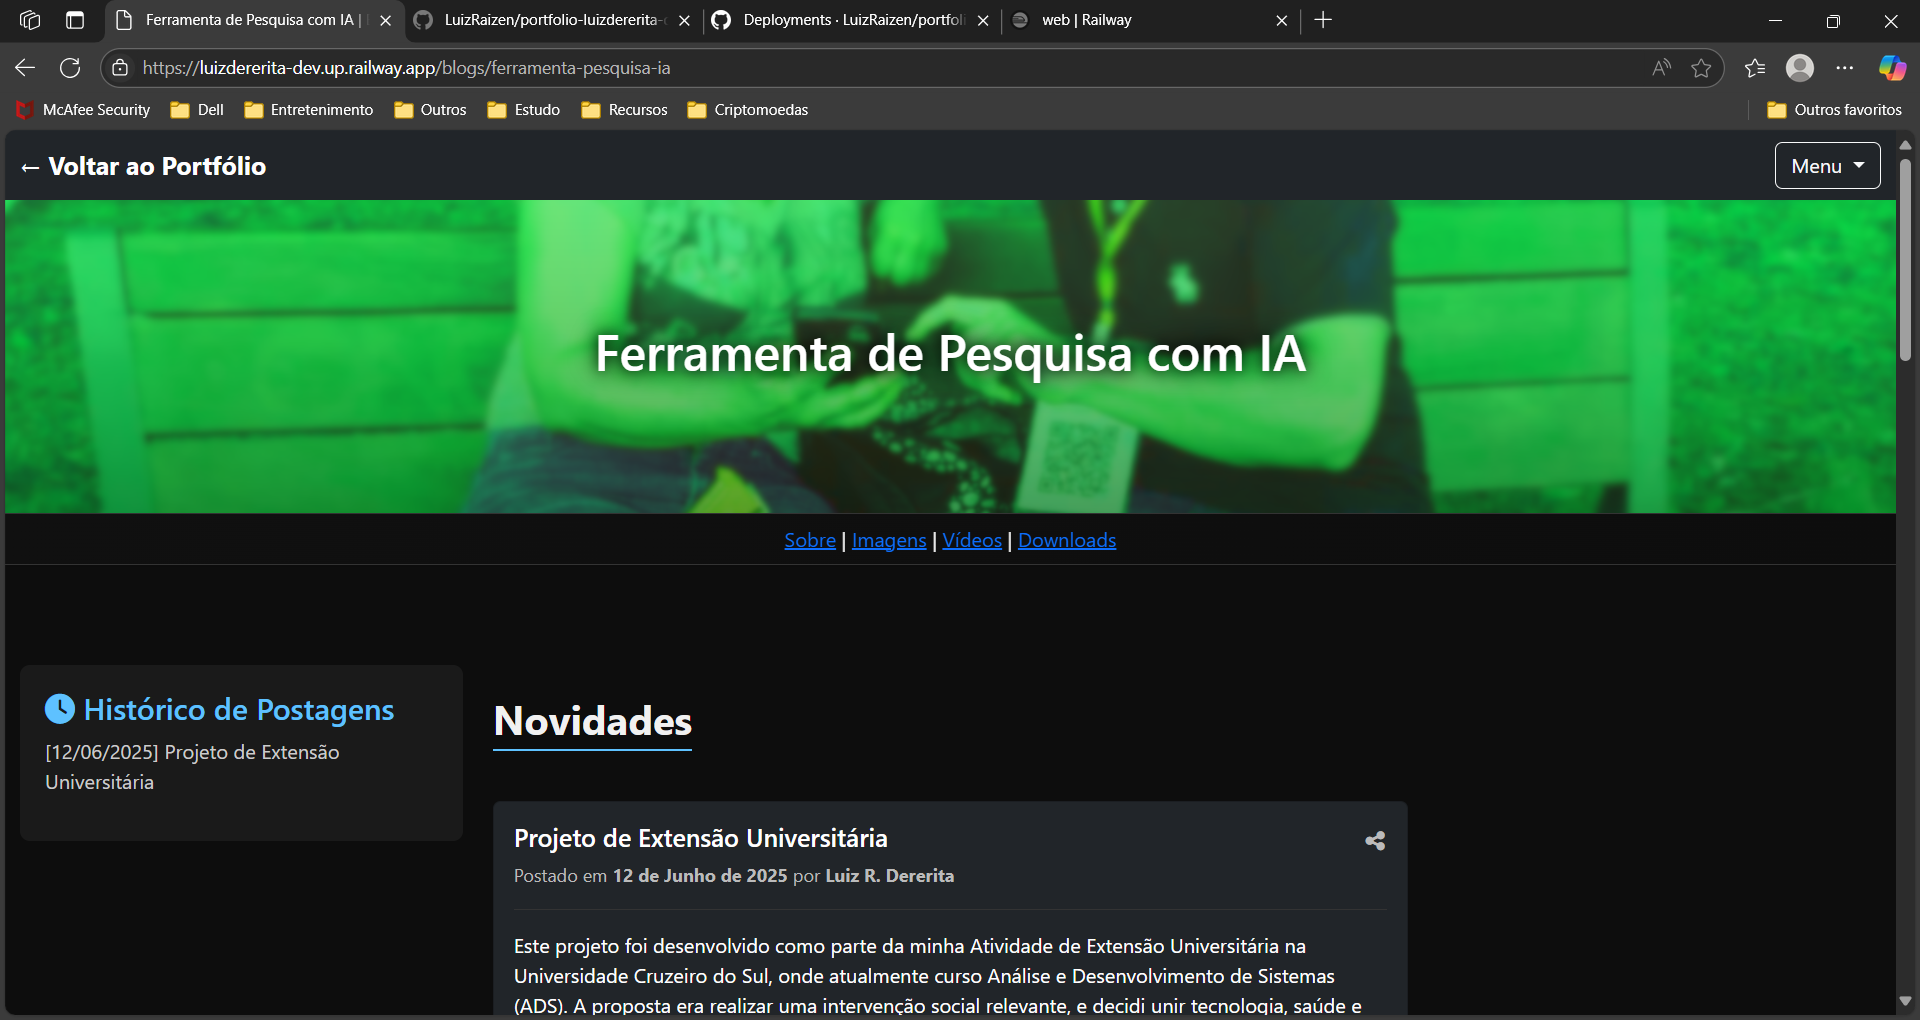 Ferramenta de Pesquisa com IA |
LuizRaizen/portfolio-luizdererita-
Deployments · LuizRaizen/portfol
web | Railway
https://luizdererita-dev.up.railway.app/blogs/ferramenta-pesquisa-ia
McAfee Security
Dell
Entretenimento
Outros
Estudo
Recursos
Criptomoedas
Outros favoritos
← Voltar ao Portfólio
Menu
Ferramenta de Pesquisa com IA
Sobre | Imagens | Vídeos | Downloads
Histórico de Postagens
[12/06/2025] Projeto de Extensão
Universitária
Novidades
Projeto de Extensão Universitária
Postado em 12 de Junho de 2025 por Luiz R. Dererita
Este projeto foi desenvolvido como parte da minha Atividade de Extensão Universitária na
Universidade Cruzeiro do Sul, onde atualmente curso Análise e Desenvolvimento de Sistemas
(ADS). A proposta era realizar uma intervenção social relevante, e decidi unir tecnologia, saúde e